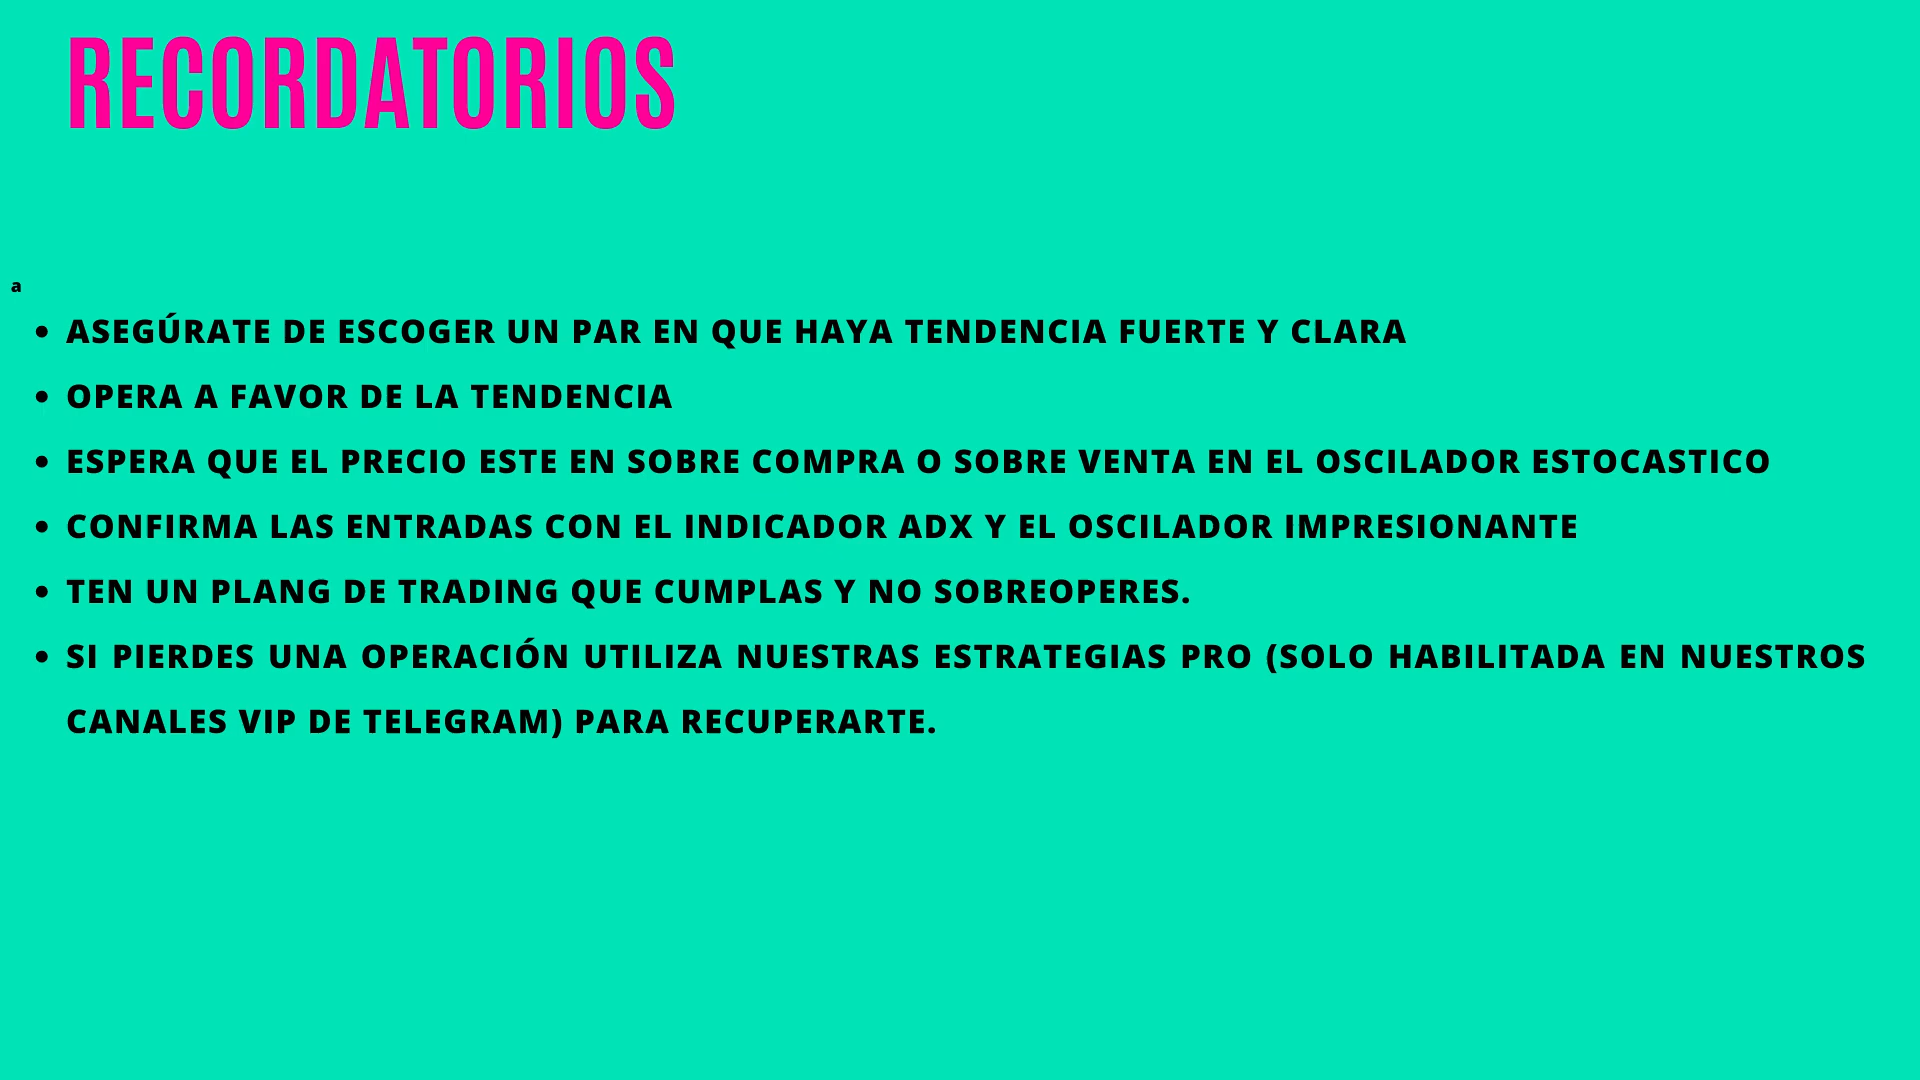 RECORDATORIOS
a
• ASEGÚRATE DE ESCOGER UN PAR EN QUE HAYA TENDENCIA FUERTE Y CLARA
• OPERA A FAVOR DE LA TENDENCIA
• ESPERA QUE EL PRECIO ESTE EN SOBRE COMPRA O SOBRE VENTA EN EL OSCILADOR ESTOCASTICO
• CONFIRMA LAS ENTRADAS CON EL INDICADOR ADX Y EL OSCILADOR IMPRESIONANTE
• TEN UN PLANG DE TRADING QUE CUMPLAS Y NO SOBREOPERES.
• SI PIERDES UNA OPERACIÓN UTILIZA NUESTRAS ESTRATEGIAS PRO (SOLO HABILITADA EN NUESTROS
CANALES VIP DE TELEGRAM) PARA RECUPERARTE.